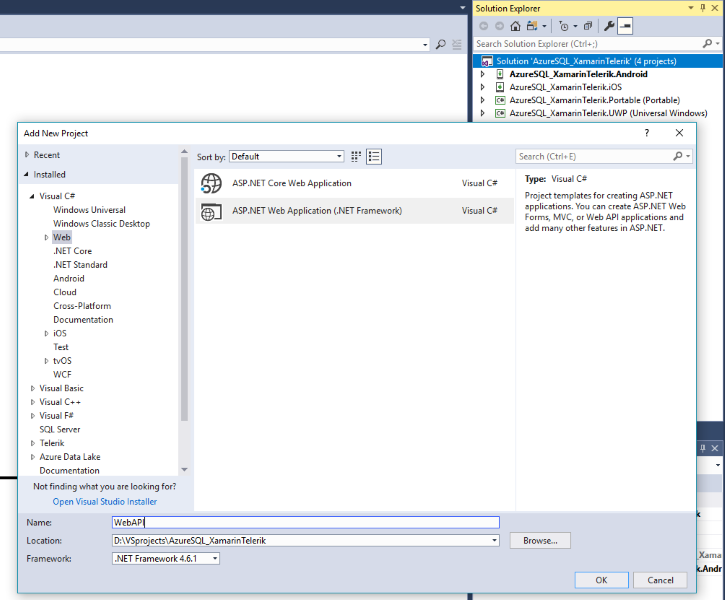 Solution Explorer
Search Solution Explorer (Ctrl+;)
Solution 'AzureSQL_XamarinTelerik' (4 projects)
AzureSQL_XamarinTelerik.Android
AzureSQL_XamarinTelerik.iOS
AzureSQL_XamarinTelerik.Portable (Portable)
AzureSQL_XamarinTelerik.UWP (Universal Windows)
Add New Project
Recent
Installed
Visual C#
Windows Universal
Windows Classic Desktop
Web
.NET Core
.NET Standard
Android
Cloud
Cross-Platform
Documentation
iOS
Test
tvOS
WCF
Visual Basic
Visual C++
Visual F#
SQL Server
Telerik
Azure Data Lake
Documentation
Not finding what you are looking for?
Open Visual Studio Installer
Sort by: Default
ASP.NET Core Web Application Visual C#
ASP.NET Web Application (.NET Framework) Visual C#
Search (Ctrl+E)
Type: Visual C#
Project templates for creating ASP.NET
applications. You can create ASP.NET Web
Forms, MVC, or Web API applications and
add many other features in ASP.NET.
Name: WebAPI
Location: D:\VSprojects\AzureSQL_XamarinTelerik Browse...
Framework: .NET Framework 4.6.1
OK Cancel
k
_Xama
k.Andr